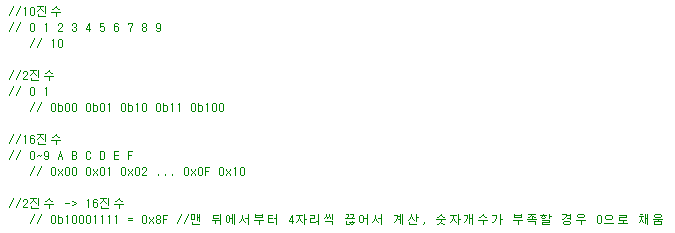 //10진수
// 0 1 2 3 4 5 6 7 8 9
// 10
//2진수
// 0 1
// 0b00 0b01 0b10 0b11 0b100
//16진수
// 0~9 A B C D E F
// 0x00 0x01 0x02 ... 0x0F 0x10
//2진수 -> 16진수
// 0b10001111 = 0x8F //맨 뒤에서부터 4자리씩 끊어서 계산, 숫자개수가 부족할 경우 0으로 채움